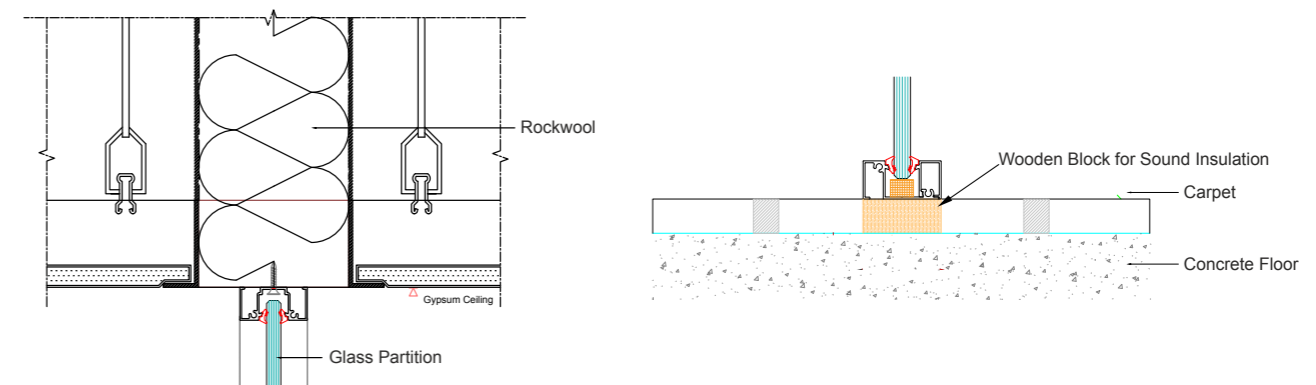 Rockwool
Gypsum Ceiling
Glass Partition
Wooden Block for Sound Insulation
Carpet
Concrete Floor